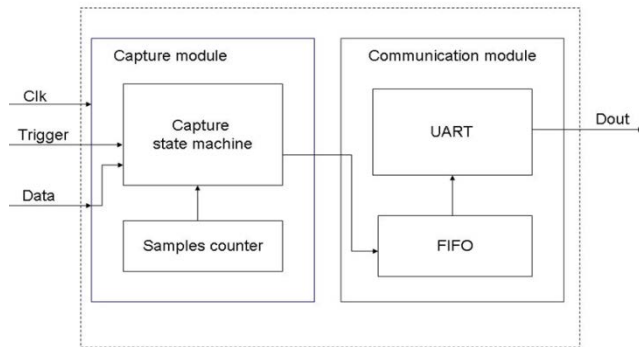 Capture module
Communication module
Clk
Trigger
Data
Capture
state machine
Samples counter
UART
FIFO
Dout